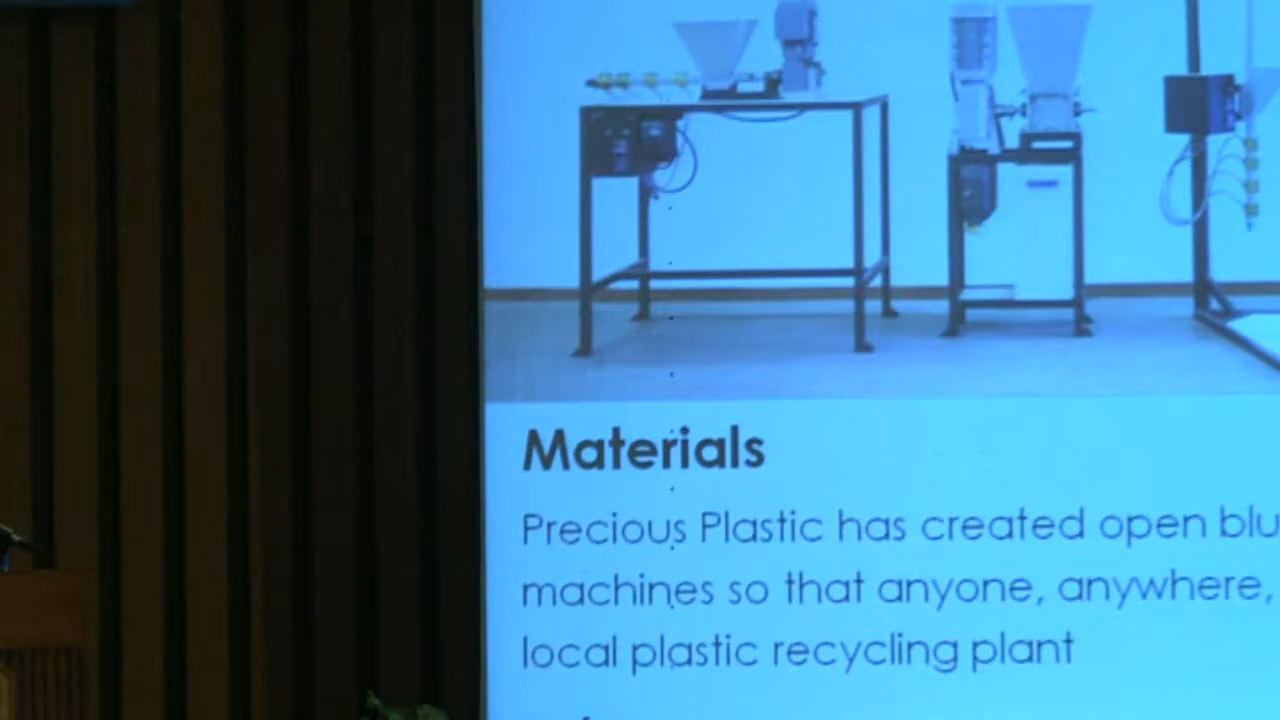 Materials
Precious Plastic has created open
machines so that anyone, anywhere,
local plastic recycling plant